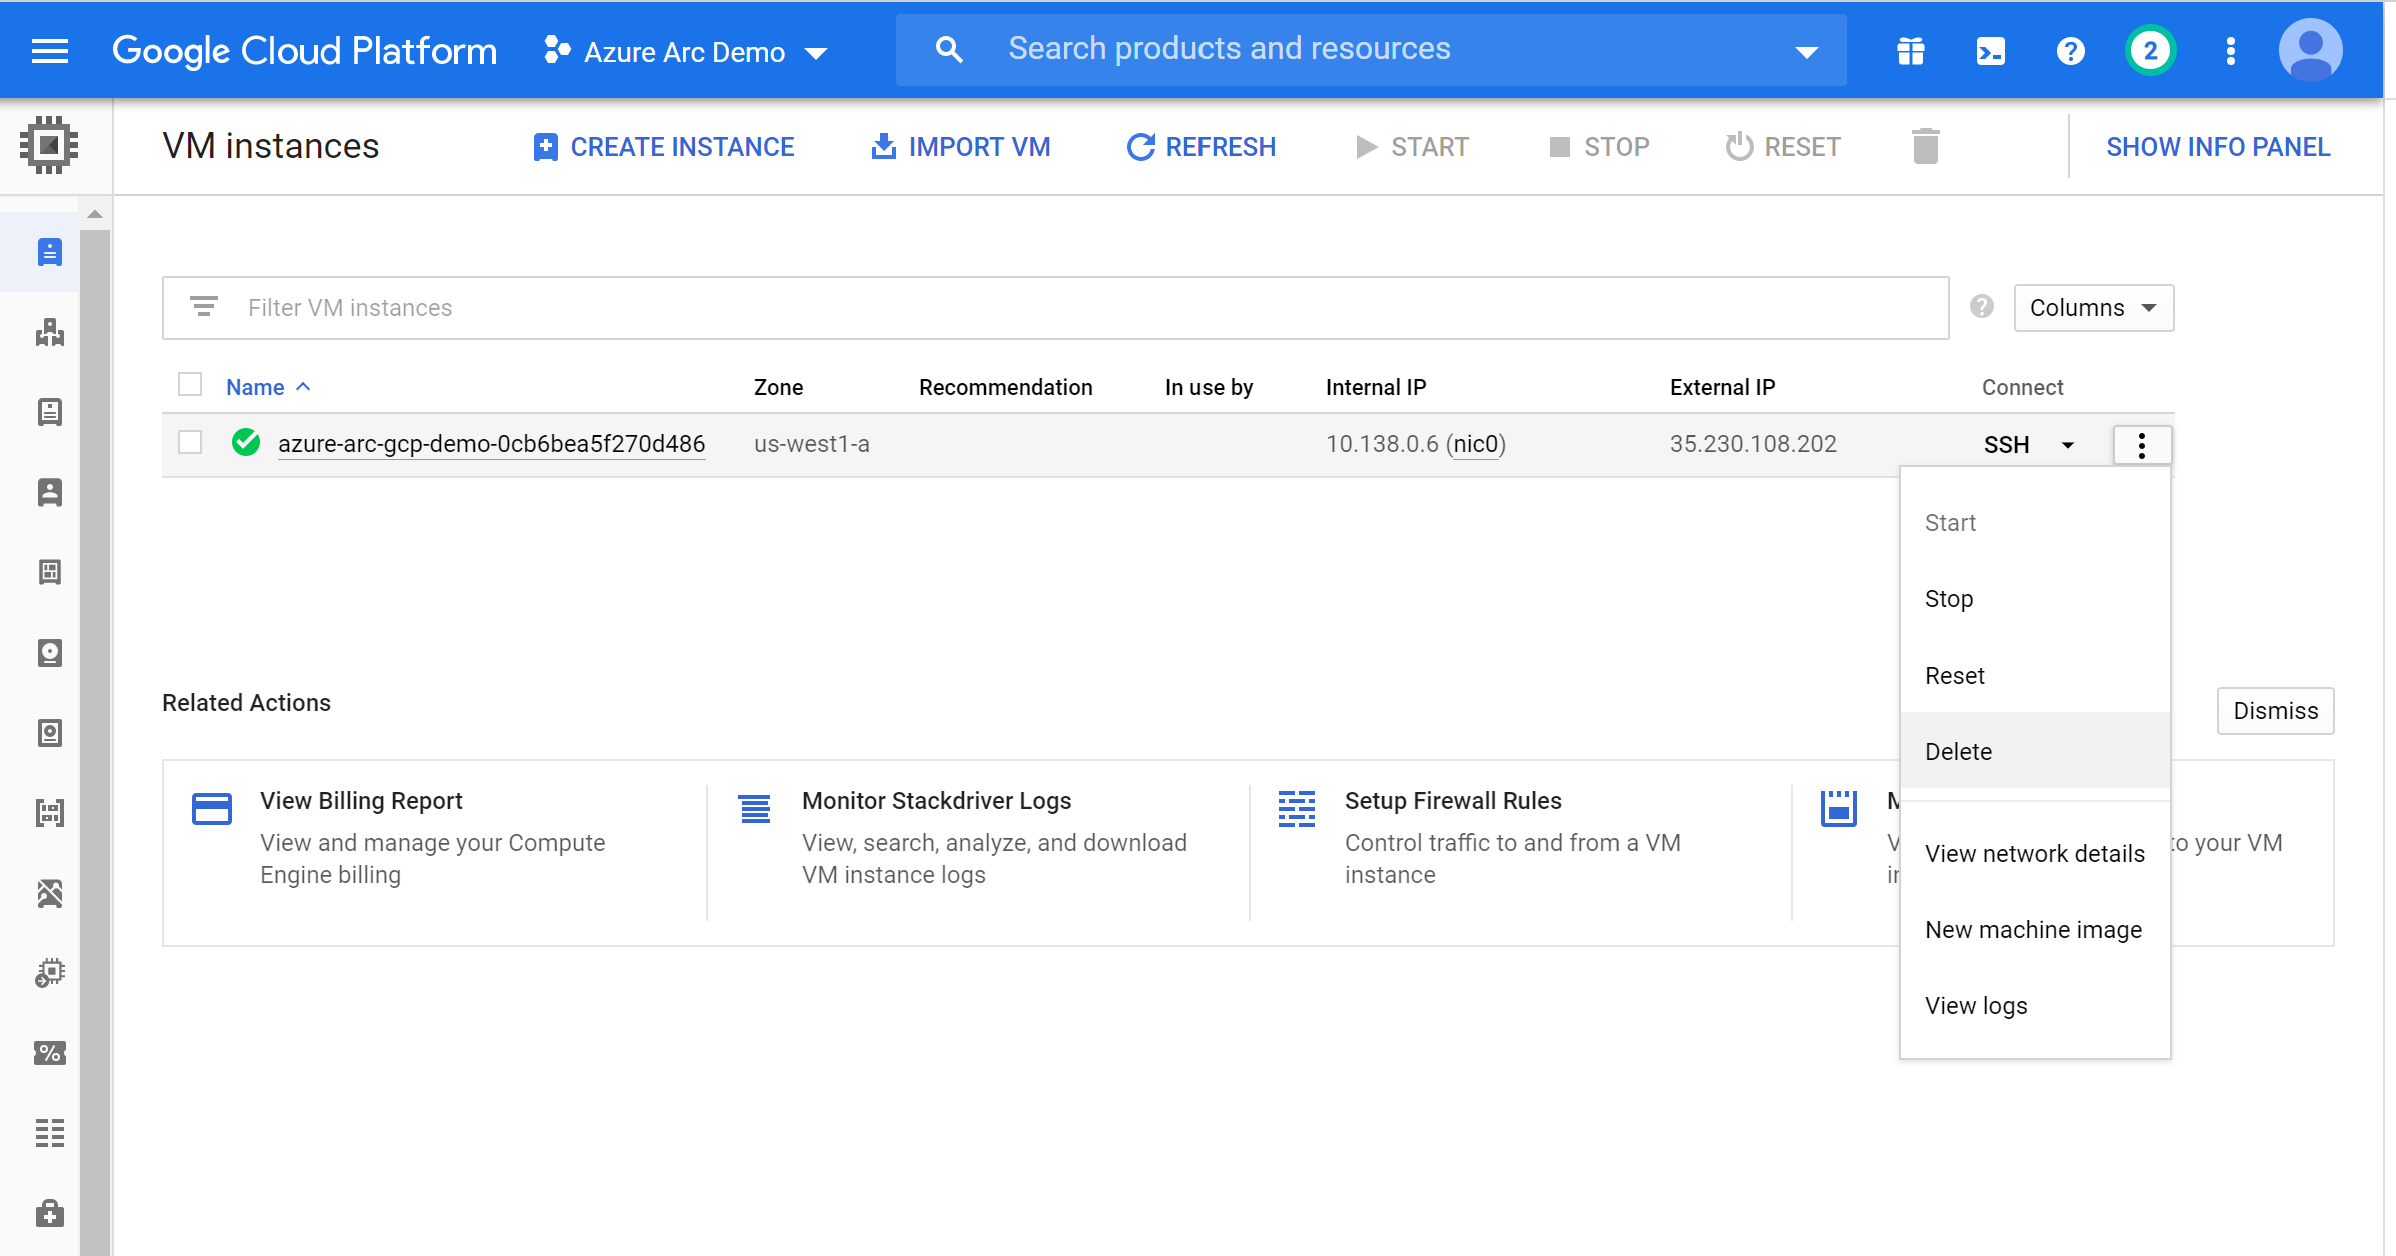 Google Cloud Platform
Azure Arc Demo
Search products and resources
2
VM instances
CREATE INSTANCE
IMPORT VM
REFRESH
START
STOP
RESET
SHOW INFO PANEL
Filter VM instances
Columns
Name
Zone
Recommendation
In use by
Internal IP
External IP
Connect
azure-arc-gcp-demo-0cb6bea5f270d486
us-west1-a
10.138.0.6 (nic0)
35.230.108.202
SSH
Start
Stop
Reset
Delete
View network details
New machine image
View logs
Related Actions
Dismiss
View Billing Report
View and manage your Compute
Engine billing
Monitor Stackdriver Logs
View, search, analyze, and download
VM instance logs
Setup Firewall Rules
Control traffic to and from a VM
instance
to your VM